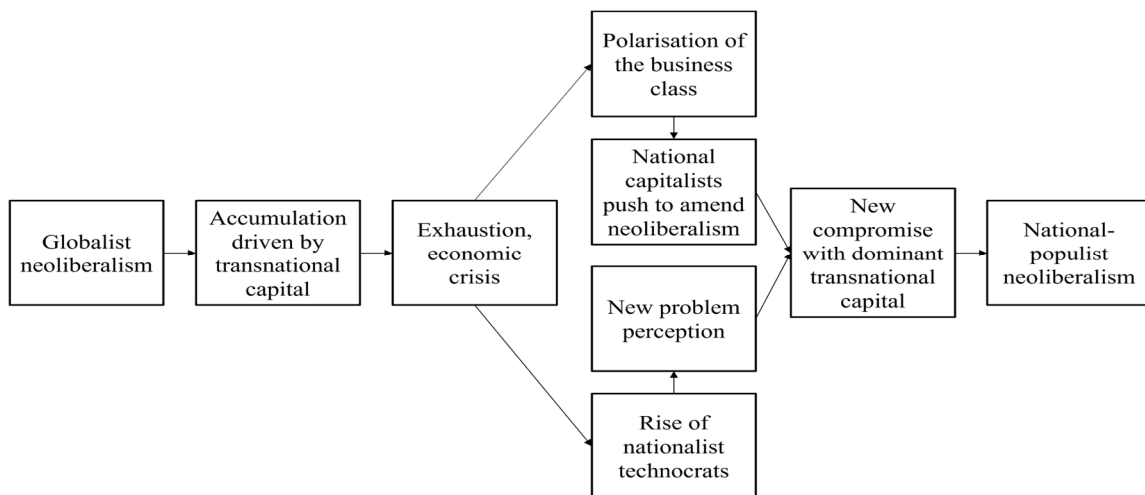 Globalist
neoliberalism
Accumulation
driven by
transnational
capital
Exhaustion,
economic
crisis
Polarisation of
the business
class
National
capitalists
push to amend
neoliberalism
New problem
perception
Rise of
nationalist
technocrats
New
compromise
with dominant
transnational
capital
National-
populist
neoliberalism